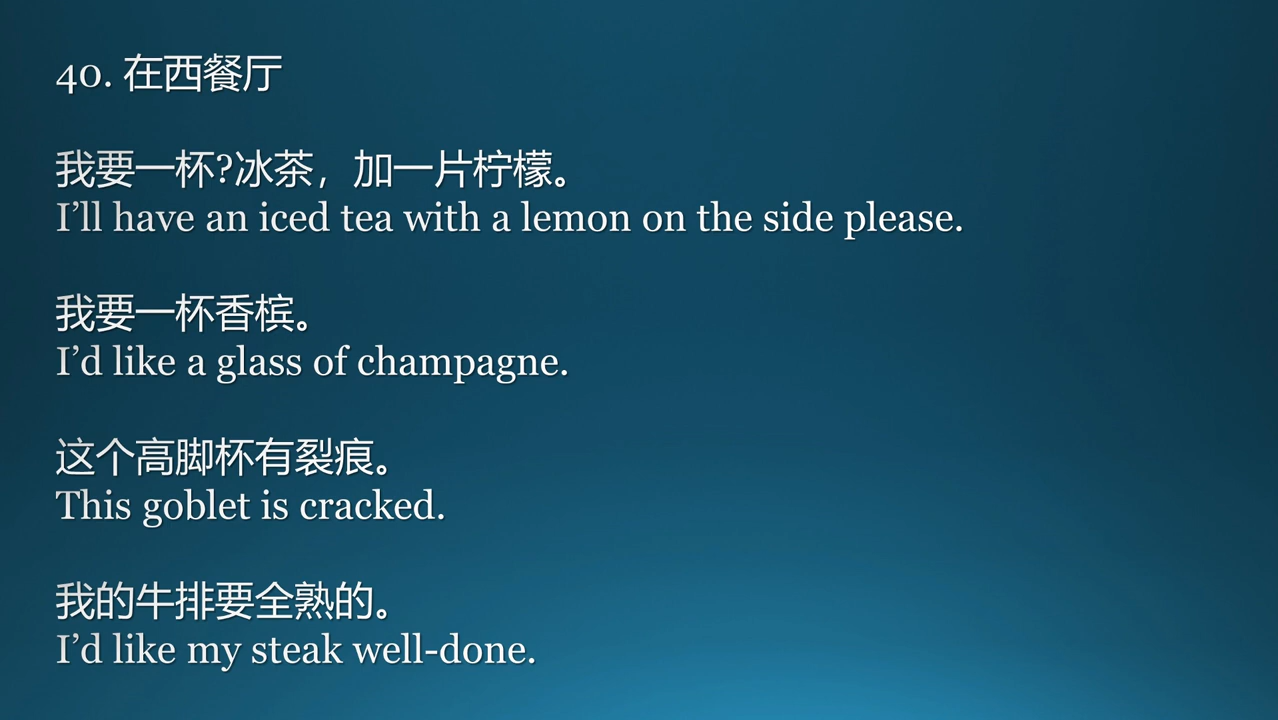 40. 在西餐厅
我要一杯?冰茶，加一片柠檬。
I’ll have an iced tea with a lemon on the side please.
我要一杯香槟。
I’d like a glass of champagne.
这个高脚杯有裂痕。
This goblet is cracked.
我的牛排要全熟的。
I’d like my steak well-done.